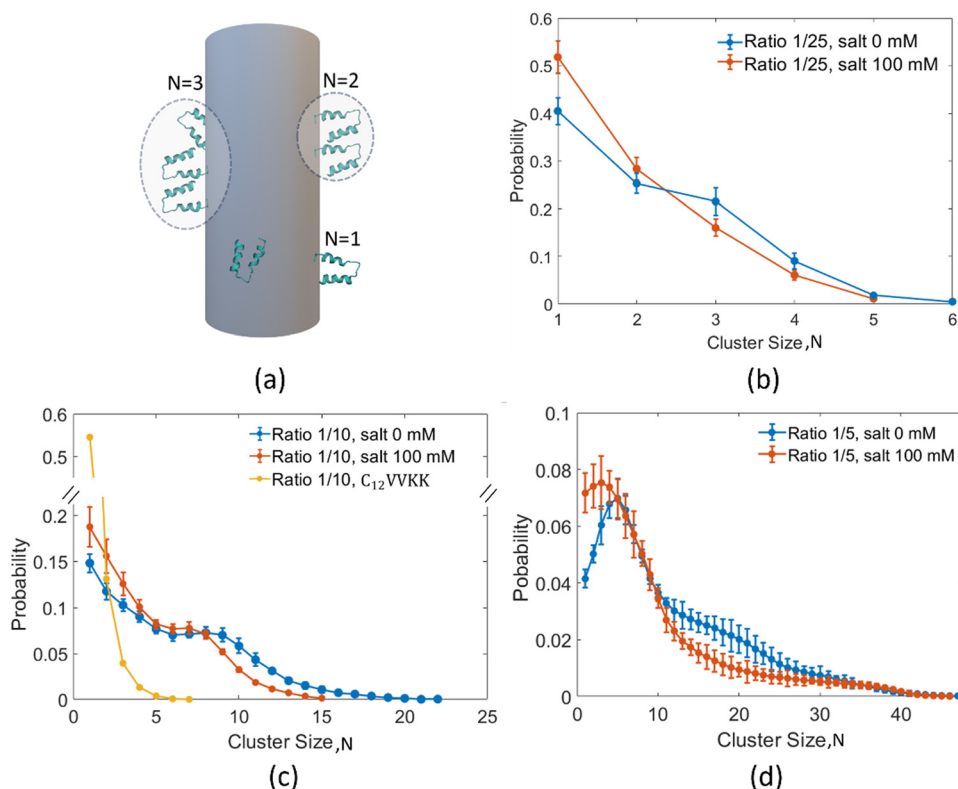 N=3
N=2
N=1
(a)
0.6
0.5
0.4
0.3
0.2
0.1
0
Probability
Ratio 1/25, salt 0 mM
Ratio 1/25, salt 100 mM
1 2 3 4 5 6
Cluster Size,N
(b)
0.6
0.5
0.2
0.15
0.1
0.05
0
Probability
Ratio 1/10, salt 0 mM
Ratio 1/10, salt 100 mM
Ratio 1/10, C₁₂VVKK
0 5 10 15 20 25
Cluster Size,N
(c)
0.1
0.08
0.06
0.04
0.02
0
Pobability
Ratio 1/5, salt 0 mM
Ratio 1/5, salt 100 mM
0 10 20 30 40
Cluster Size,N
(d)